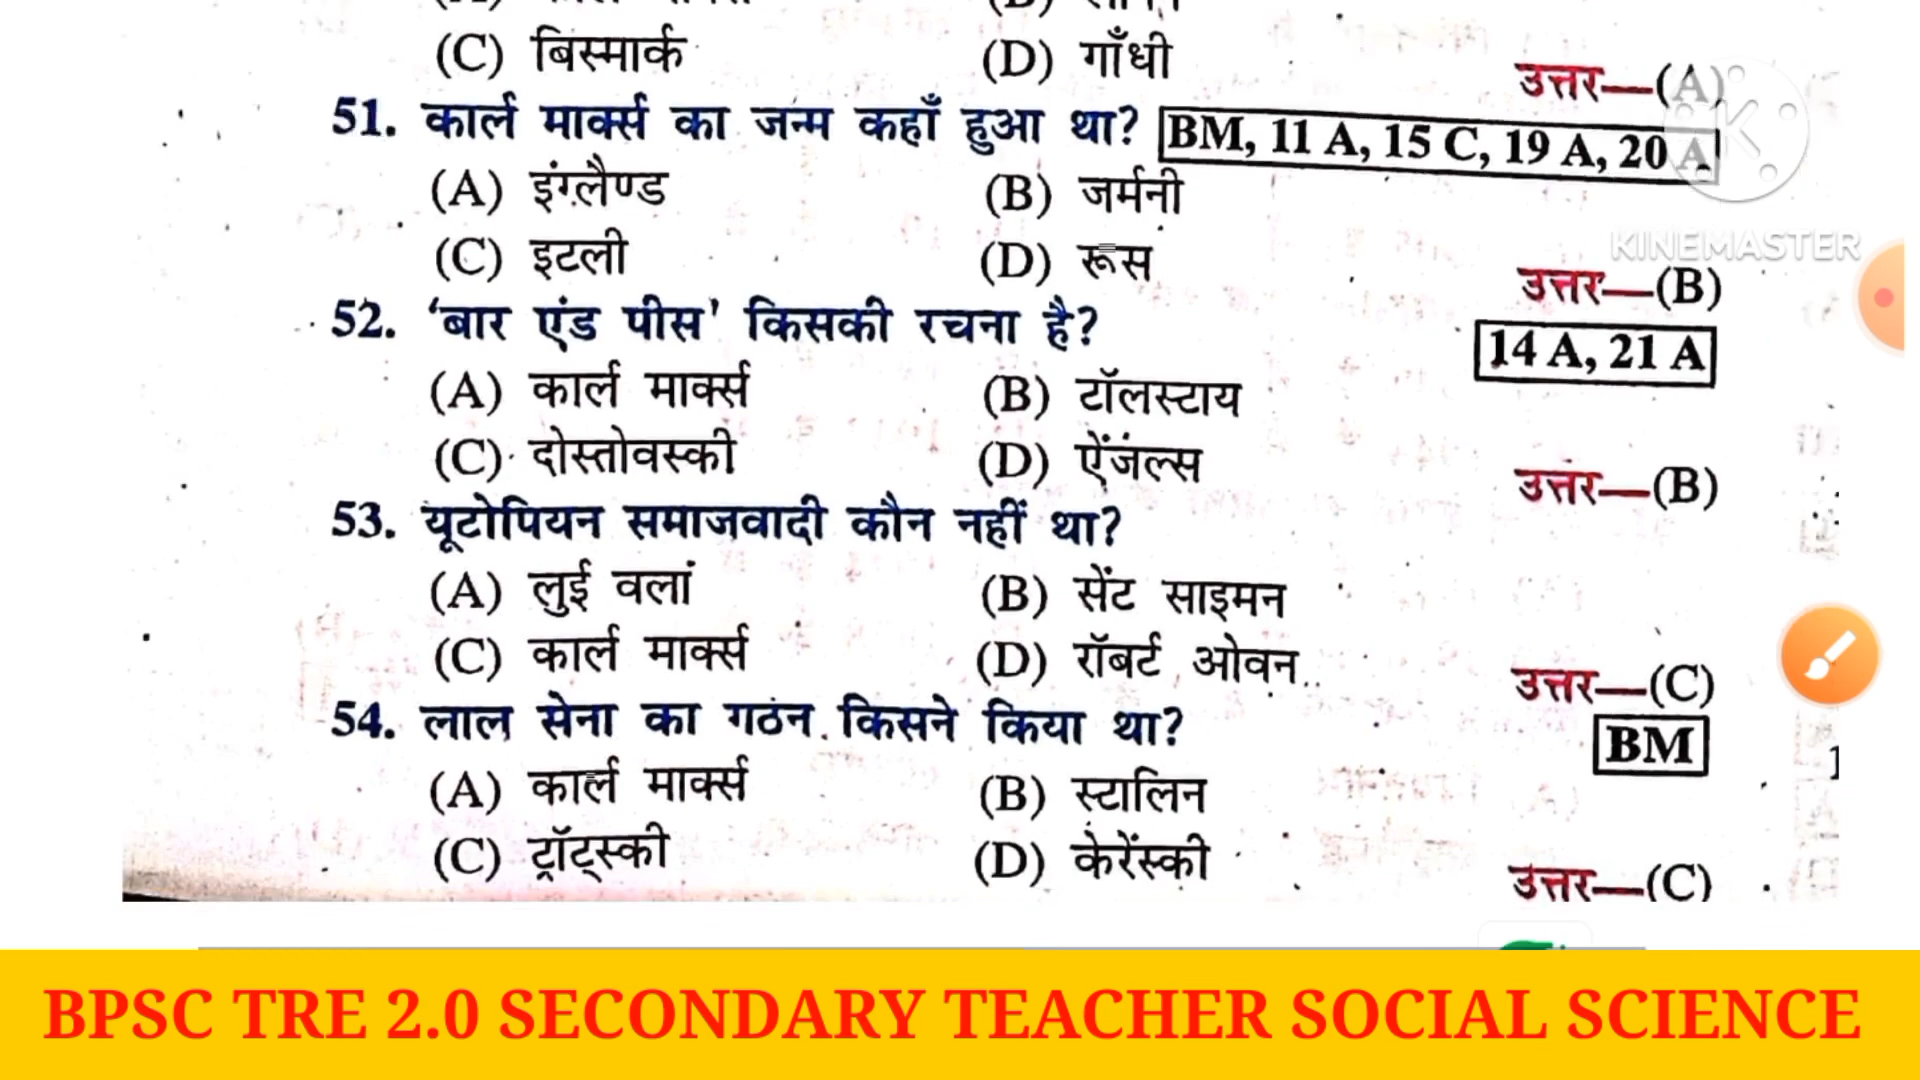 (C) बिस्मार्क (D) गाँधी
उत्तर—(A)
51. कार्ल मार्क्स का जन्म कहाँ हुआ था? BM, 11 A, 15 C, 19 A, 20 A
(A) इंग्लैण्ड (B) जर्मनी
KINEMASTER
(C) इटली (D) रूस
उत्तर—(B)
52. ‘बार एंड पीस’ किसकी रचना है? 14 A, 21 A
(A) कार्ल मार्क्स (B) टॉलस्टाय
(C) दोस्तोवस्की (D) ऐंजल्स
उत्तर—(B)
53. यूटोपियन समाजवादी कौन नहीं था?
(A) लुई वलां (B) सेंट साइमन
(C) कार्ल मार्क्स (D) रॉबर्ट ओवन
उत्तर—(C)
54. लाल सेना का गठन किसने किया था? BM
(A) कार्ल मार्क्स (B) स्टालिन
(C) ट्रॉट्स्की (D) केरेंस्की
उत्तर—(C)
BPSC TRE 2.0 SECONDARY TEACHER SOCIAL SCIENCE